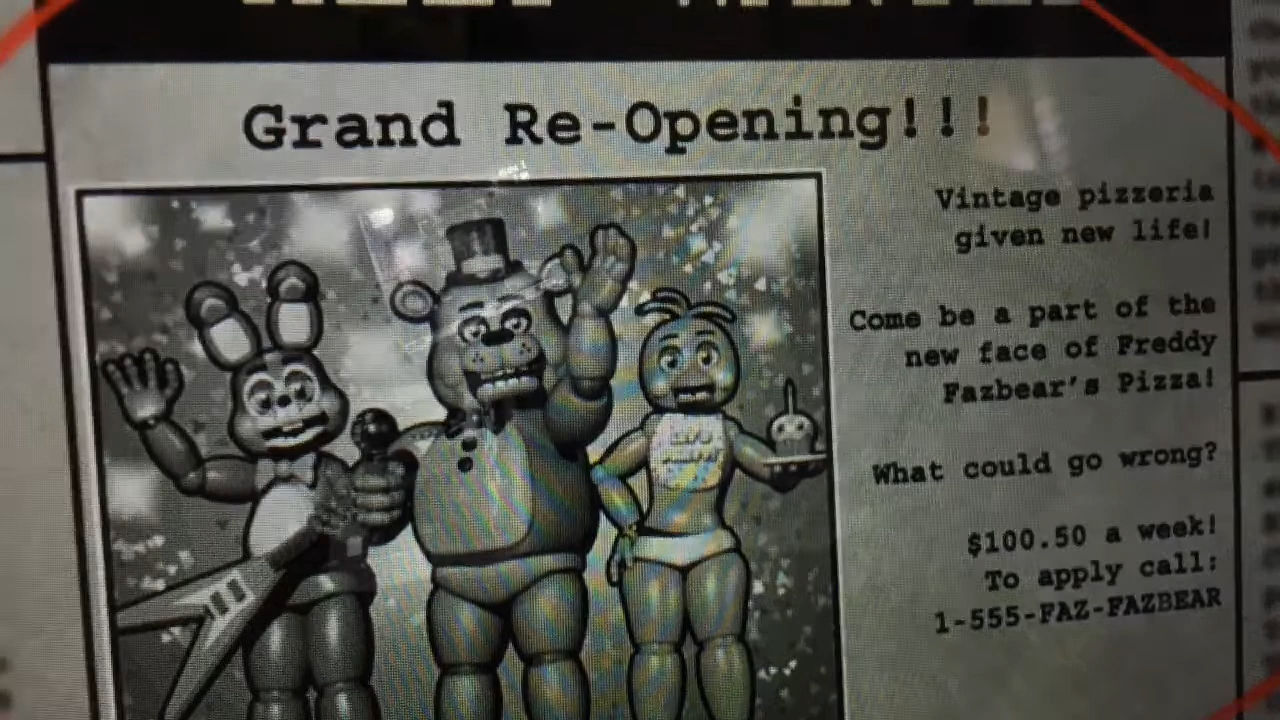 Grand Re-Opening!!!
Vintage pizzeria
given new life!
Come be a part of the
new face of Freddy
Fazbear's Pizza!
What could go wrong?
$100.50 a week!
To apply call:
1-555-FAZ-FAZBEAR